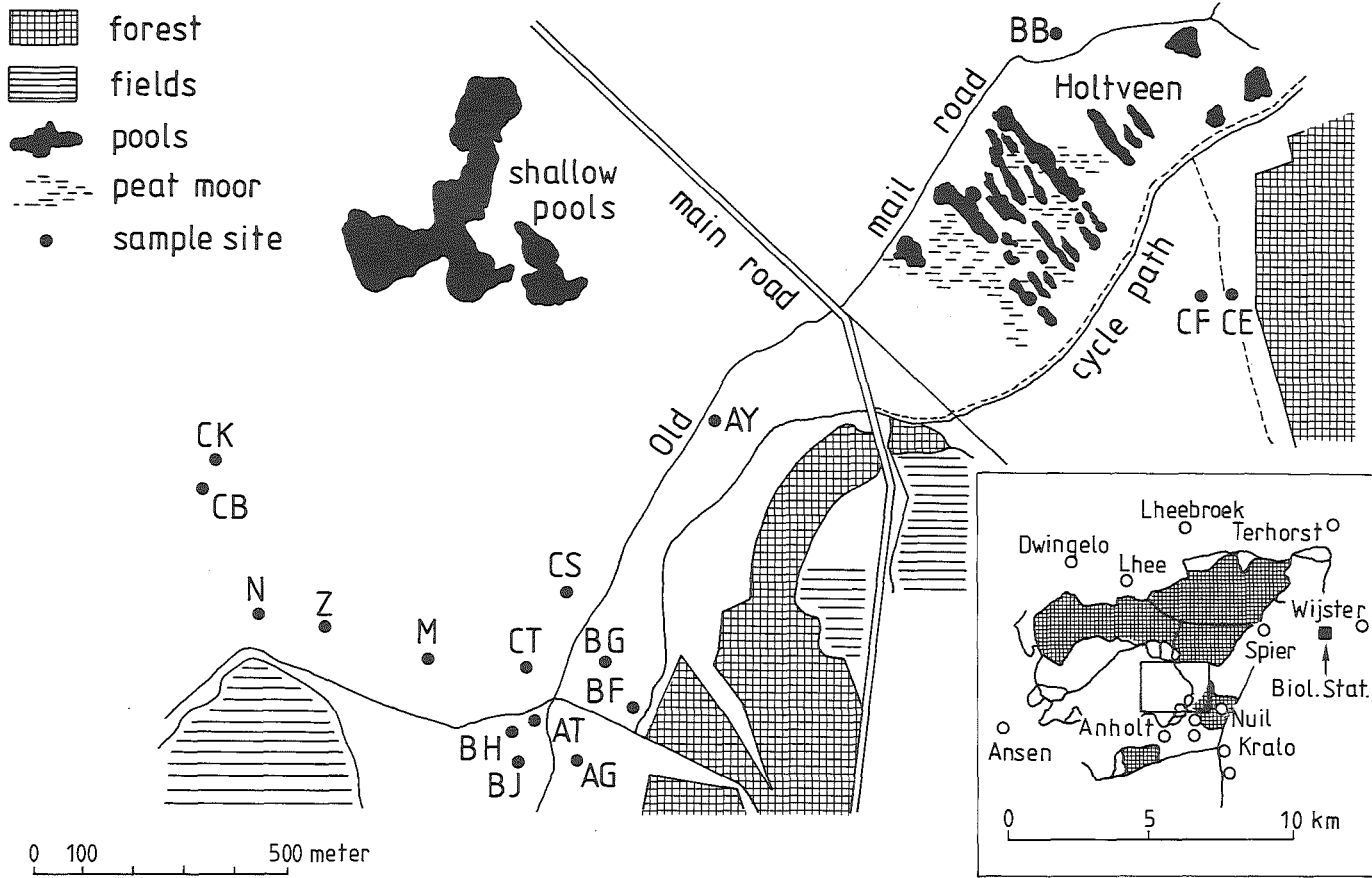 forest
fields
pools
peat moor
sample site
shallow
pools
main road
Old mail road
BB
Holtveen
cycle path
CF CE
AY
CK
CB
N
Z
M
CS
CT
BG
BF
BH
AT
BJ
AG
0 100 500 meter
Lheebroek
Terhorst
Dwingelo
Lhee
Wijster
Spier
Biol.Stat.
Anholt
Nuil
Ansen
Kralo
0 5 10 km